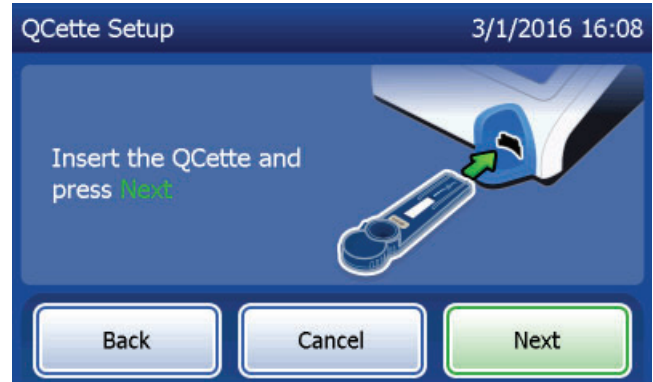 QCette Setup 3/1/2016 16:08
Insert the QCette and
press Next
Back Cancel Next